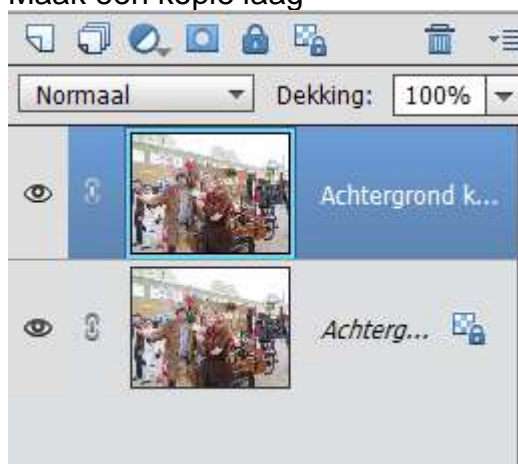 Maak een kopie laag
Normaal Dekking: 100%
Achtergrond k...
Achterg...